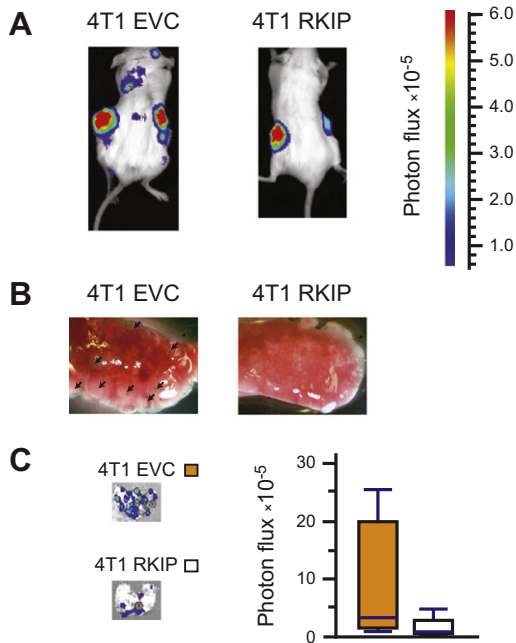 A
4T1 EVC
4T1 RKIP
Photon flux ×10-5
6.0
5.0
4.0
3.0
2.0
1.0
B
4T1 EVC
4T1 RKIP
C
4T1 EVC
4T1 RKIP
Photon flux ×10-5
30
20
10
0